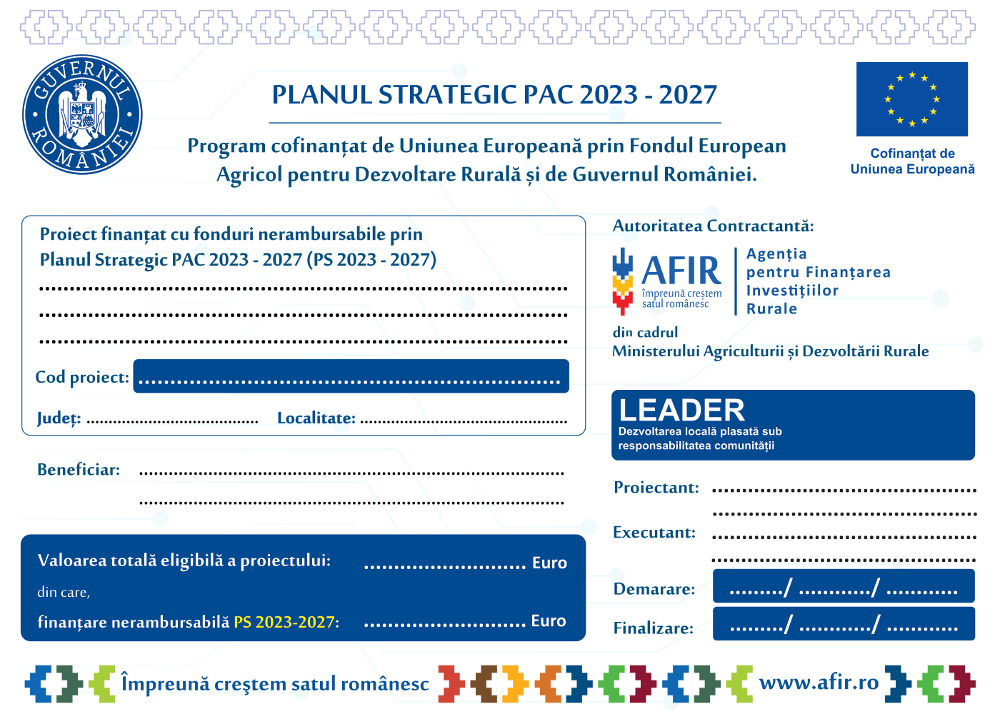 GUVERNUL ROMÂNIEI
PLANUL STRATEGIC PAC 2023 - 2027
Program cofinanțat de Uniunea Europeană prin Fondul European
Agricol pentru Dezvoltare Rurală și de Guvernul României.
Cofinanțat de
Uniunea Europeană
Proiect finanțat cu fonduri nerambursabile prin
Planul Strategic PAC 2023 - 2027 (PS 2023 - 2027)
Cod proiect:
Județ: Localitate:
Beneficiar:
Valoarea totală eligibilă a proiectului: Euro
din care,
finanțare nerambursabilă PS 2023-2027: Euro
Autoritatea Contractantă:
AFIR
împreună creștem
satul românesc
Agenția
pentru Finanțarea
Investițiilor
Rurale
din cadrul
Ministerului Agriculturii și Dezvoltării Rurale
LEADER
Dezvoltarea locală plasată sub
responsabilitatea comunității
Proiectant:
Executant:
Demarare: ........./ ............/ ............
Finalizare: ........./ ............/ ............
Împreună creştem satul românesc
www.afir.ro